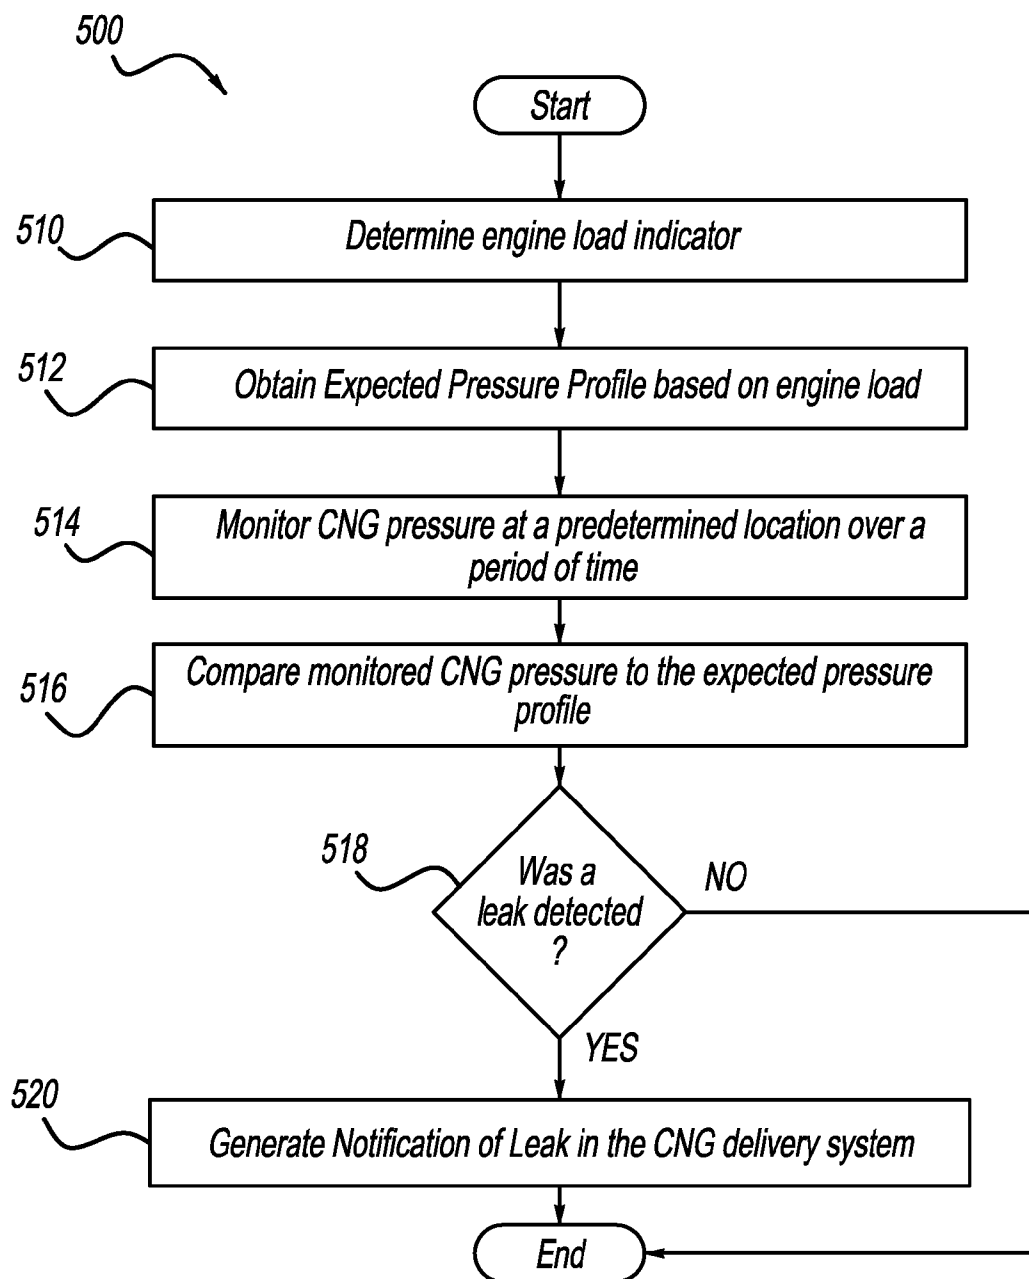 500
Start
510
Determine engine load indicator
512
Obtain Expected Pressure Profile based on engine load
514
Monitor CNG pressure at a predetermined location over a
period of time
516
Compare monitored CNG pressure to the expected pressure
profile
518
Was a
leak detected
?
NO
YES
520
Generate Notification of Leak in the CNG delivery system
End